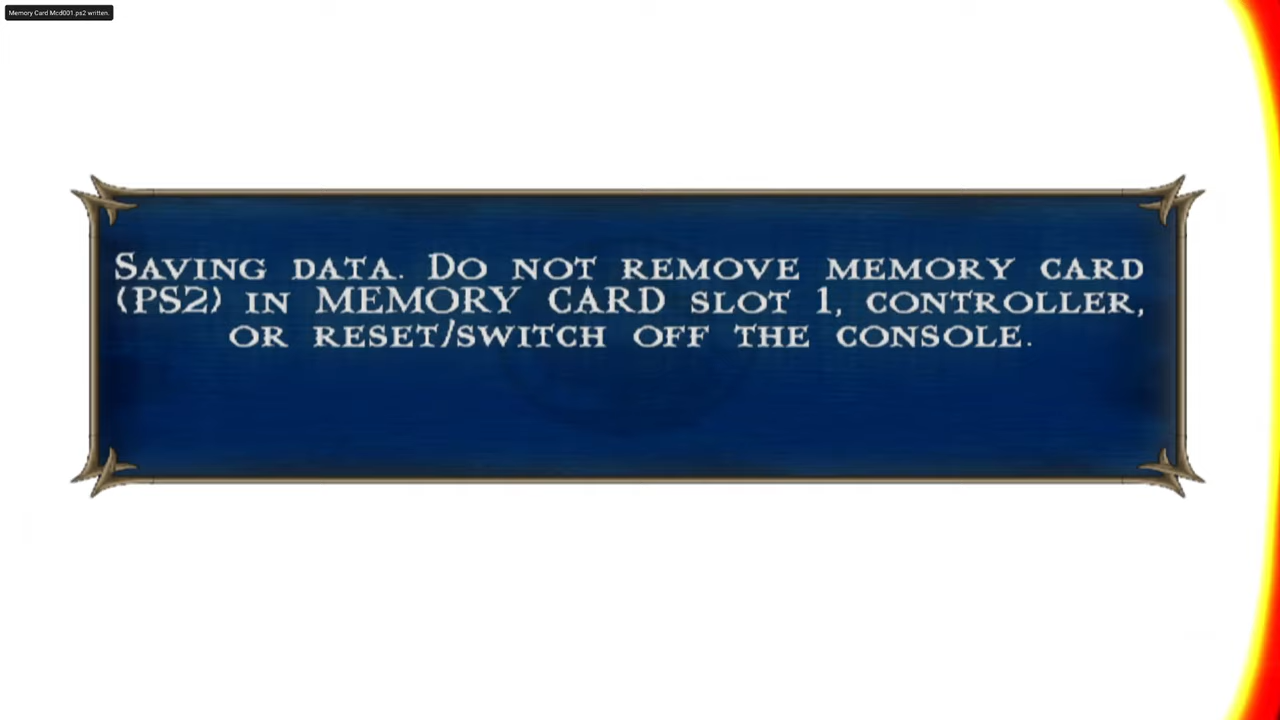 Memory Card Mcd001.ps2 written.
Saving data. Do not remove memory card
(PS2) in MEMORY CARD slot 1, controller,
or reset/switch off the console.